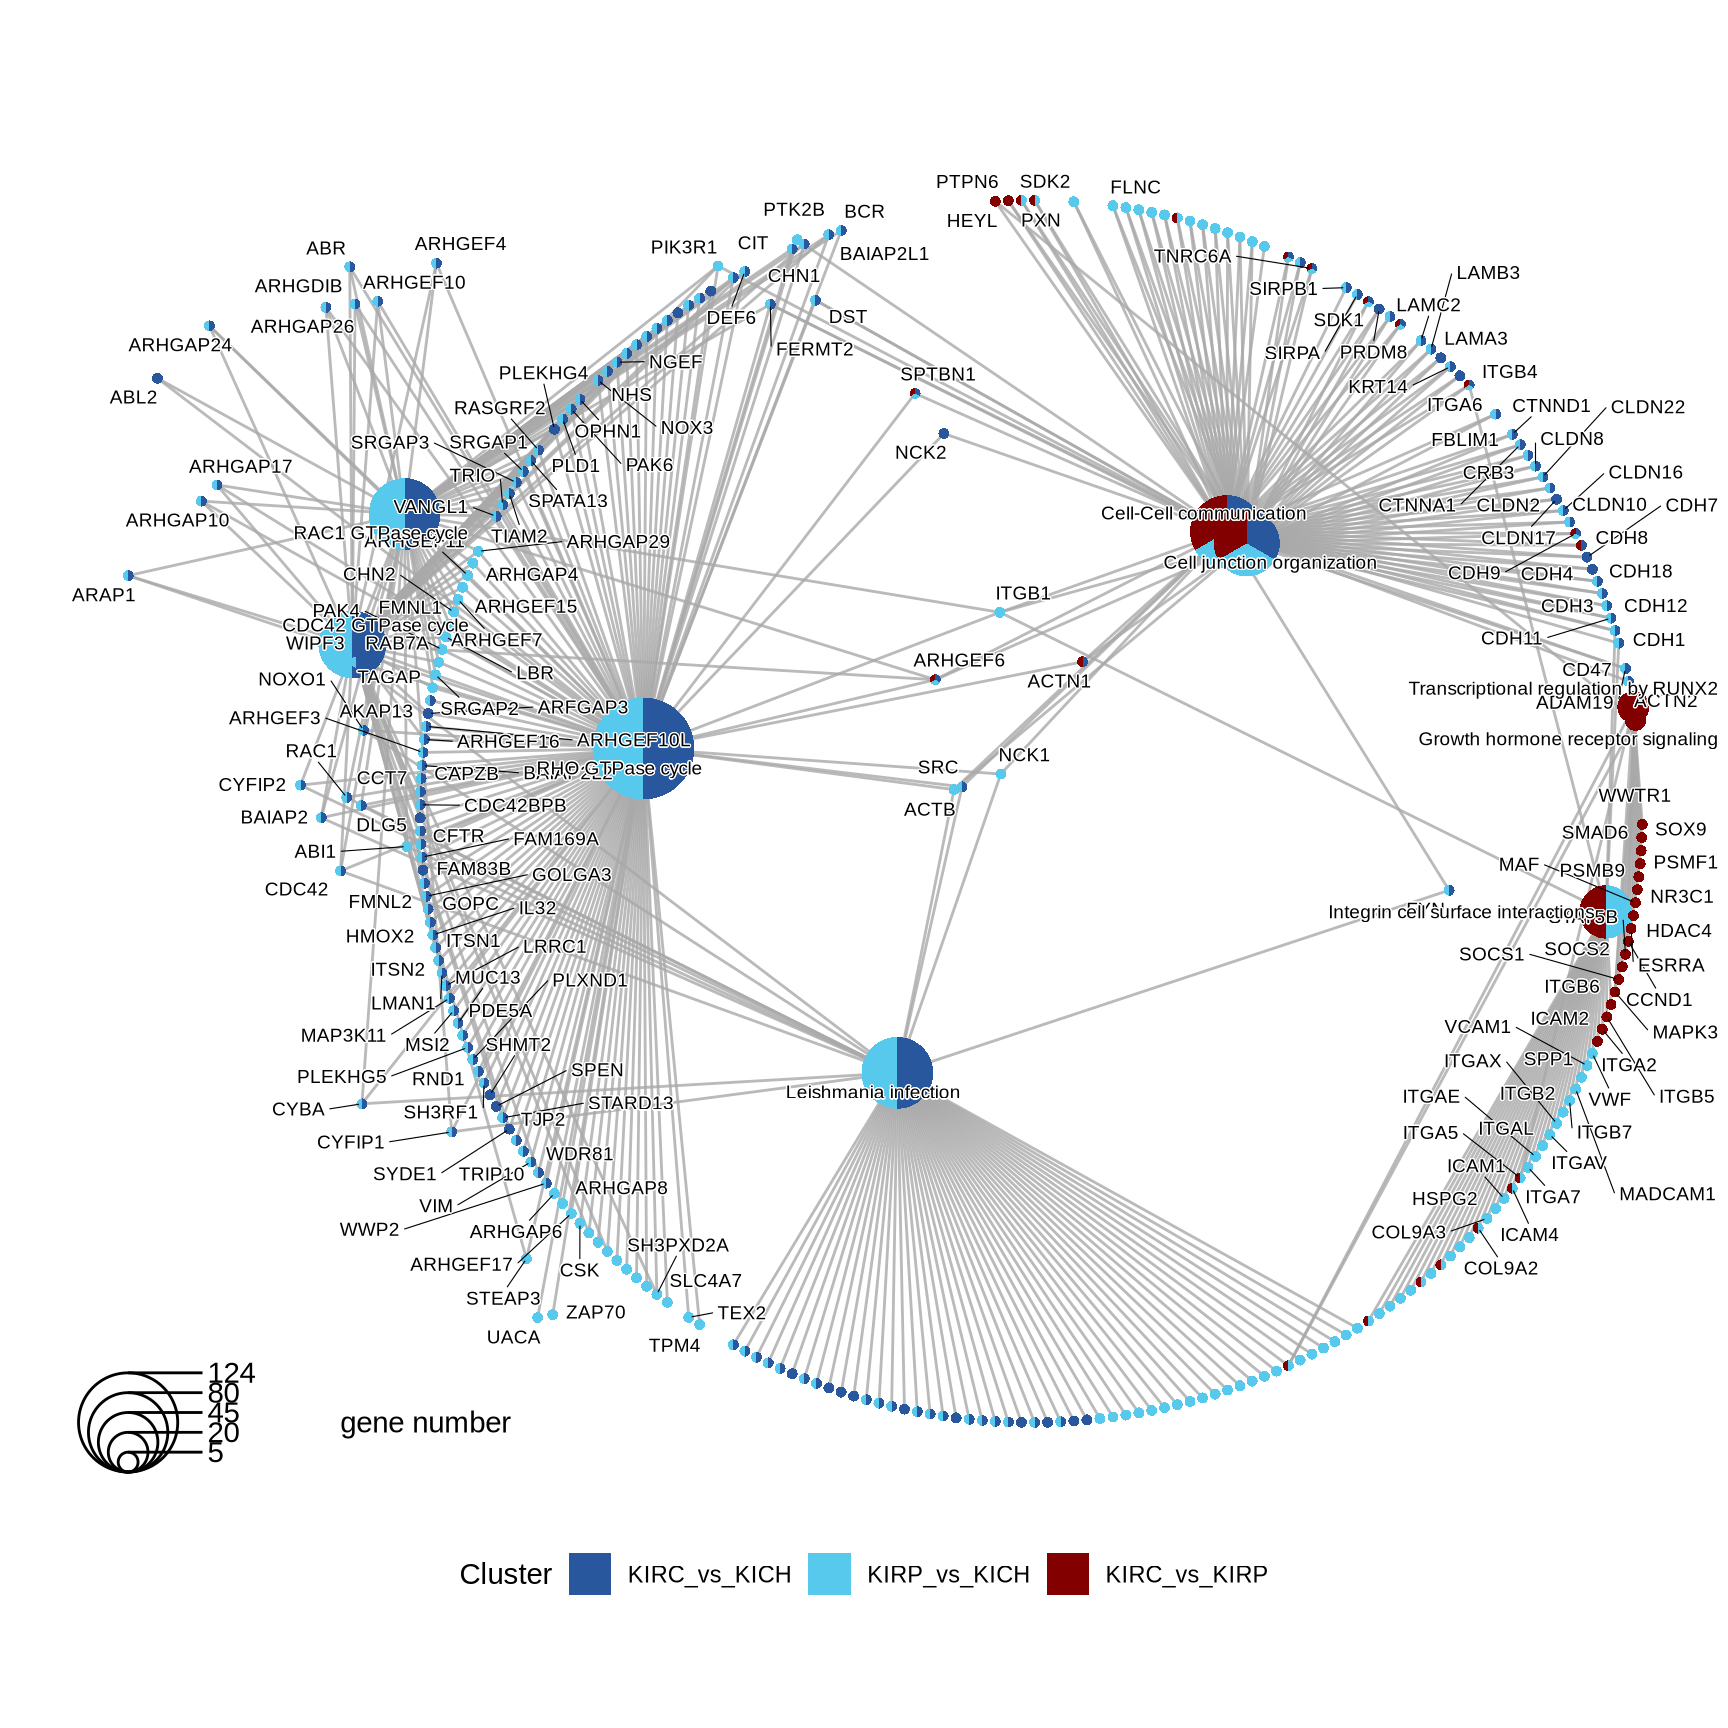 PTPN6
SDK2
FLNC
HEYL
PXN
PTK2B
BCR
PIK3R1
CIT
BAIAP2L1
ABR
ARHGEF4
TNRC6A
CHN1
LAMB3
ARHGDIB
ARHGEF10
SIRPB1
LAMC2
ARHGAP26
DEF6
DST
SDK1
ARHGAP24
FERMT2
SIRPA
PRDM8
LAMA3
NGEF
PLEKHG4
SPTBN1
KRT14
ITGB4
ABL2
NHS
ITGA6
CTNND1
CLDN22
RASGRF2
NOX3
OPHN1
FBLIM1
CLDN8
SRGAP3
SRGAP1
NCK2
ARHGAP17
PLD1
PAK6
CRB3
CLDN16
TRIO
SPATA13
CTNNA1
CLDN2
CLDN10
CDH7
VANGL1
Cell-Cell communication
ARHGAP10
RAC1 GTPase cycle
TIAM2
ARHGAP29
CLDN17
CDH8
ARHGEF11
Cell junction organization
CHN2
ARHGAP4
CDH9
CDH4
CDH18
ARAP1
ITGB1
PAK4
FMNL1
ARHGEF15
CDH3
CDH12
CDC42 GTPase cycle
WIPF3
RAB7A
ARHGEF7
CDH11
CDH1
NOXO1
TAGAP
LBR
ARHGEF6
ACTN1
CD47
Transcriptional regulation by RUNX2
ADAM19
ACTN2
AKAP13
SRGAP2
ARFGAP3
ARHGEF3
ARHGEF16
ARHGEF10L
Growth hormone receptor signaling
RAC1
CCT7
CAPZB
RHO GTPase cycle
SRC
NCK1
CYFIP2
CDC42BPB
ACTB
WWTR1
BAIAP2
DLG5
CFTR
FAM169A
SMAD6
SOX9
ABI1
FAM83B
GOLGA3
MAF
PSMB9
PSMF1
CDC42
FMNL2
GOPC
IL32
NR3C1
Integrin cell surface interactions
HMOX2
ITSN1
LRRC1
HDAC4
ITSN2
MUC13
PLXND1
SOCS1
SOCS2
ESRRA
LMAN1
PDE5A
ITGB6
CCND1
MAP3K11
MSI2
SHMT2
VCAM1
ICAM2
MAPK3
PLEKHG5
RND1
SPEN
ITGAX
SPP1
ITGA2
Leishmania infection
CYBA
SH3RF1
STARD13
ITGAE
ITGB2
VWF
ITGB5
CYFIP1
TJP2
ITGA5
ITGAL
ITGB7
SYDE1
TRIP10
WDR81
ICAM1
ITGAV
VIM
ARHGAP8
HSPG2
ITGA7
MADCAM1
WWP2
ARHGAP6
COL9A3
ICAM4
ARHGEF17
CSK
SH3PXD2A
COL9A2
STEAP3
SLC4A7
UACA
ZAP70
TEX2
TPM4
124
80
45
20
5
gene number
Cluster
KIRC_vs_KICH
KIRP_vs_KICH
KIRC_vs_KIRP